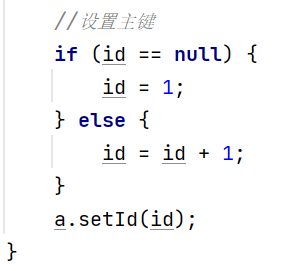 //设置主键
if (id == null) {
id = 1;
} else {
id = id + 1;
}
a.setId(id);
}